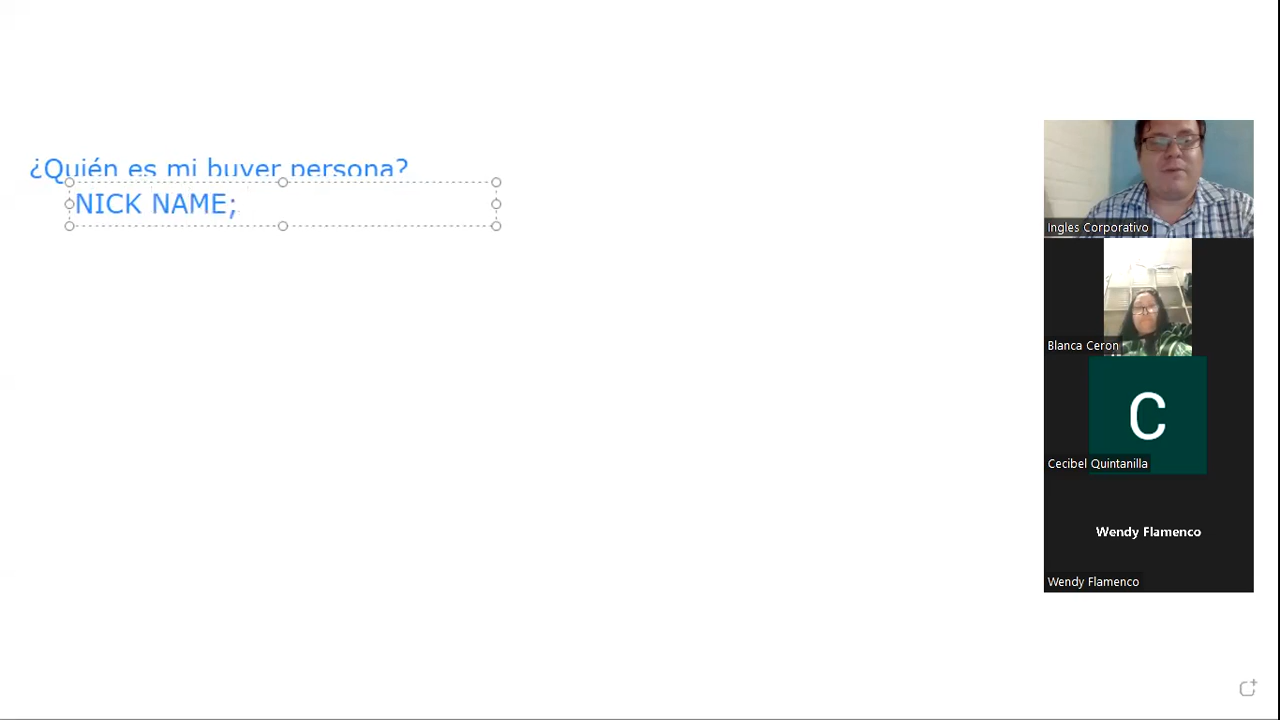 ¿Quién es mi buyer persona?
NICK NAME;
Ingles Corporativo
Blanca Ceron
C
Cecibel Quintanilla
Wendy Flamenco
Wendy Flamenco